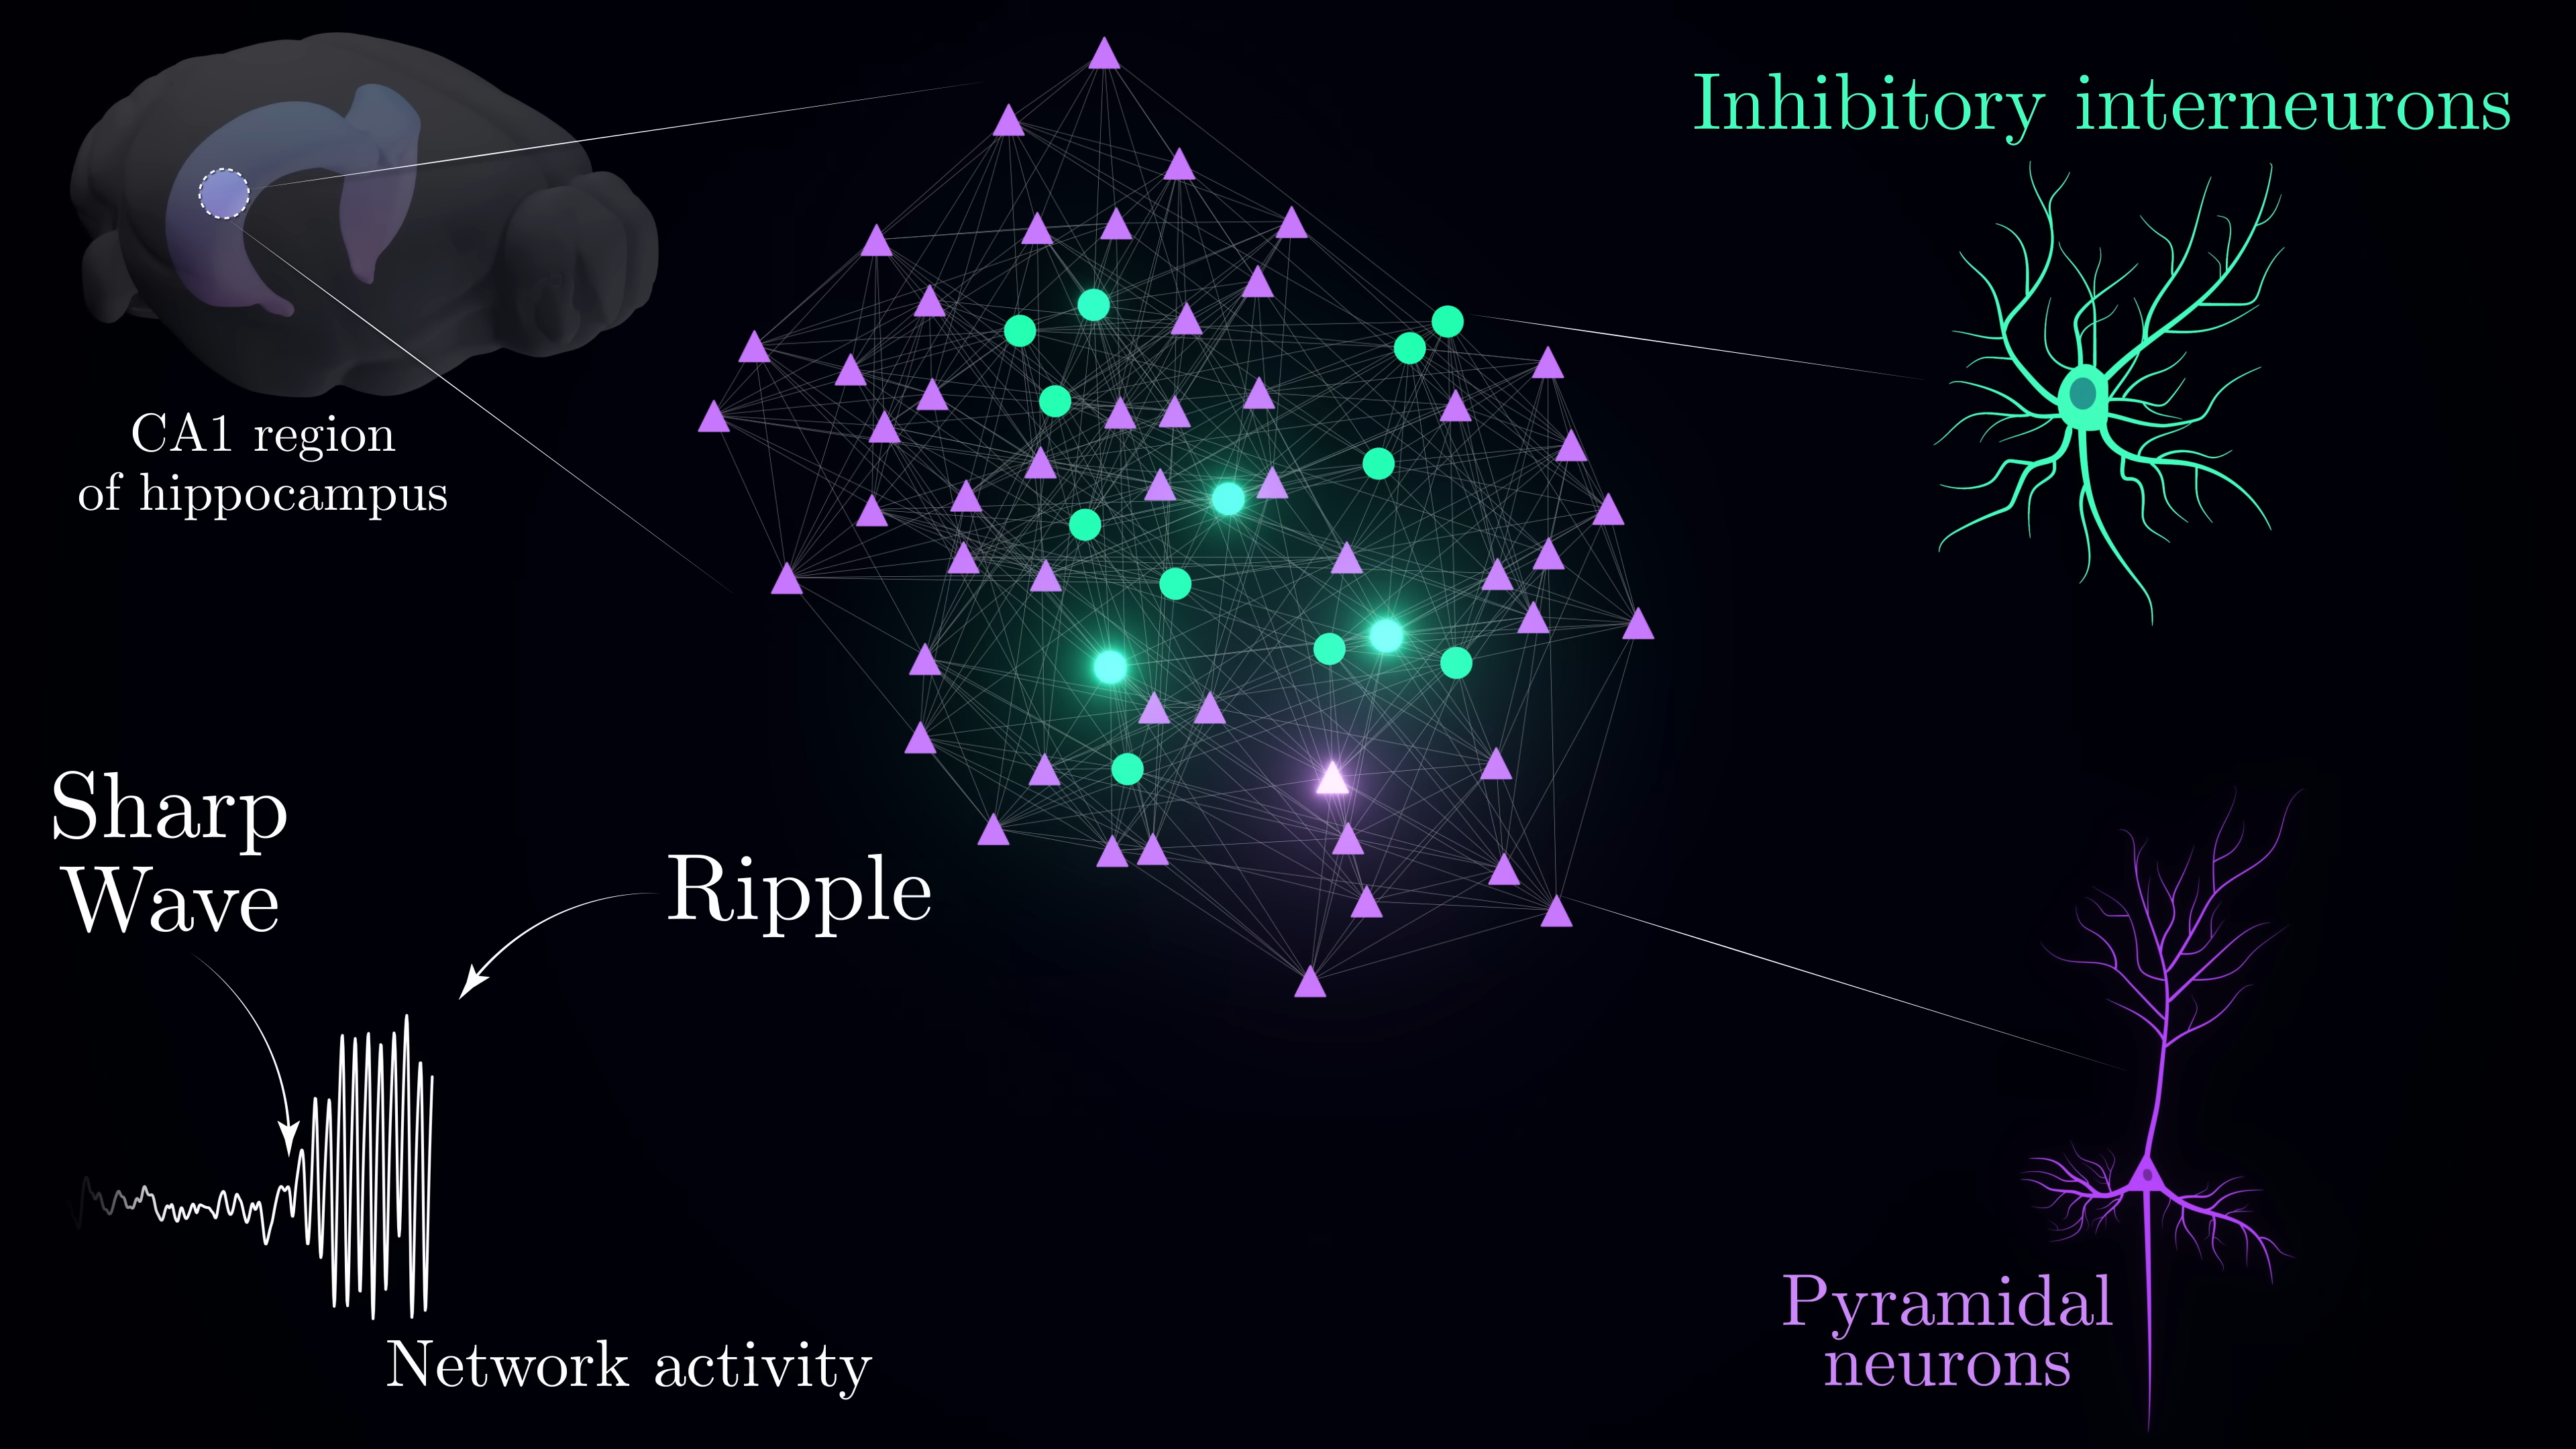 Inhibitory interneurons
CA1 region
of hippocampus
Sharp
Wave
Ripple
Network activity
Pyramidal
neurons